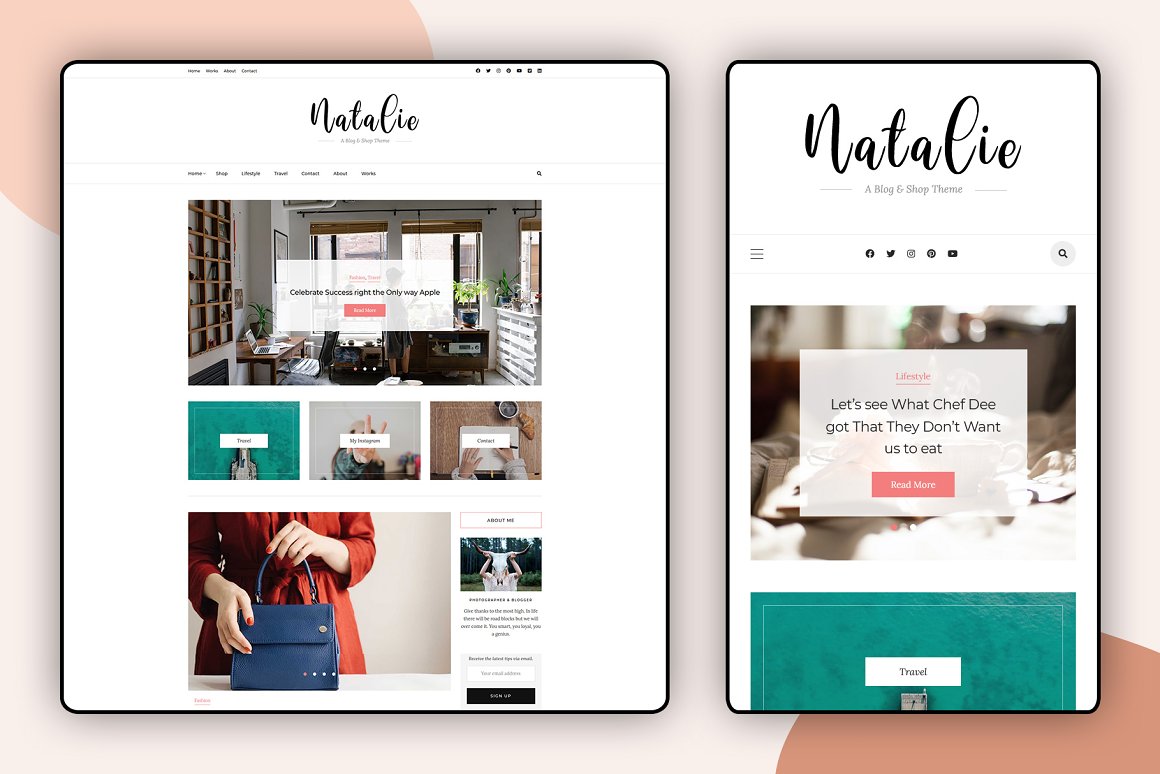 Home Works About Contact
Natalie
A Blog & Shop Theme
Home Shop Lifestyle Travel Contact About Works
Fashion, Travel
Celebrate Success right the Only way Apple
Read More
Travel
My Instagram
Contact
ABOUT ME
PHOTOGRAPHER & BLOGGER
Give thanks to the most high. In life
there will be road blocks but we will
over come it. You smart, you loyal, you
a genius.
Receive the latest tips via email.
Your email address
SIGN UP
Fashion
Natalie
A Blog & Shop Theme
Lifestyle
Let's see What Chef Dee
got That They Don't Want
us to eat
Read More
Travel